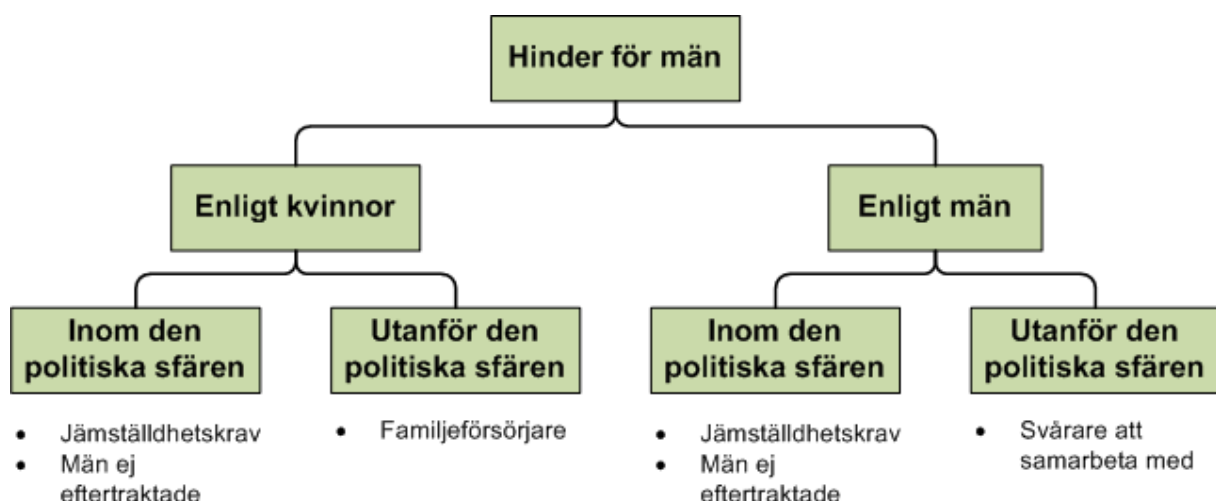 Hinder för män
Enligt kvinnor
Enligt män
Inom den
politiska sfären
Utanför den
politiska sfären
Inom den
politiska sfären
Utanför den
politiska sfären
• Jämställdhetskrav
• Män ej
eftertraktade
• Familjeförsörjare
• Jämställdhetskrav
• Män ej
eftertraktade
• Svårare att
samarbeta med